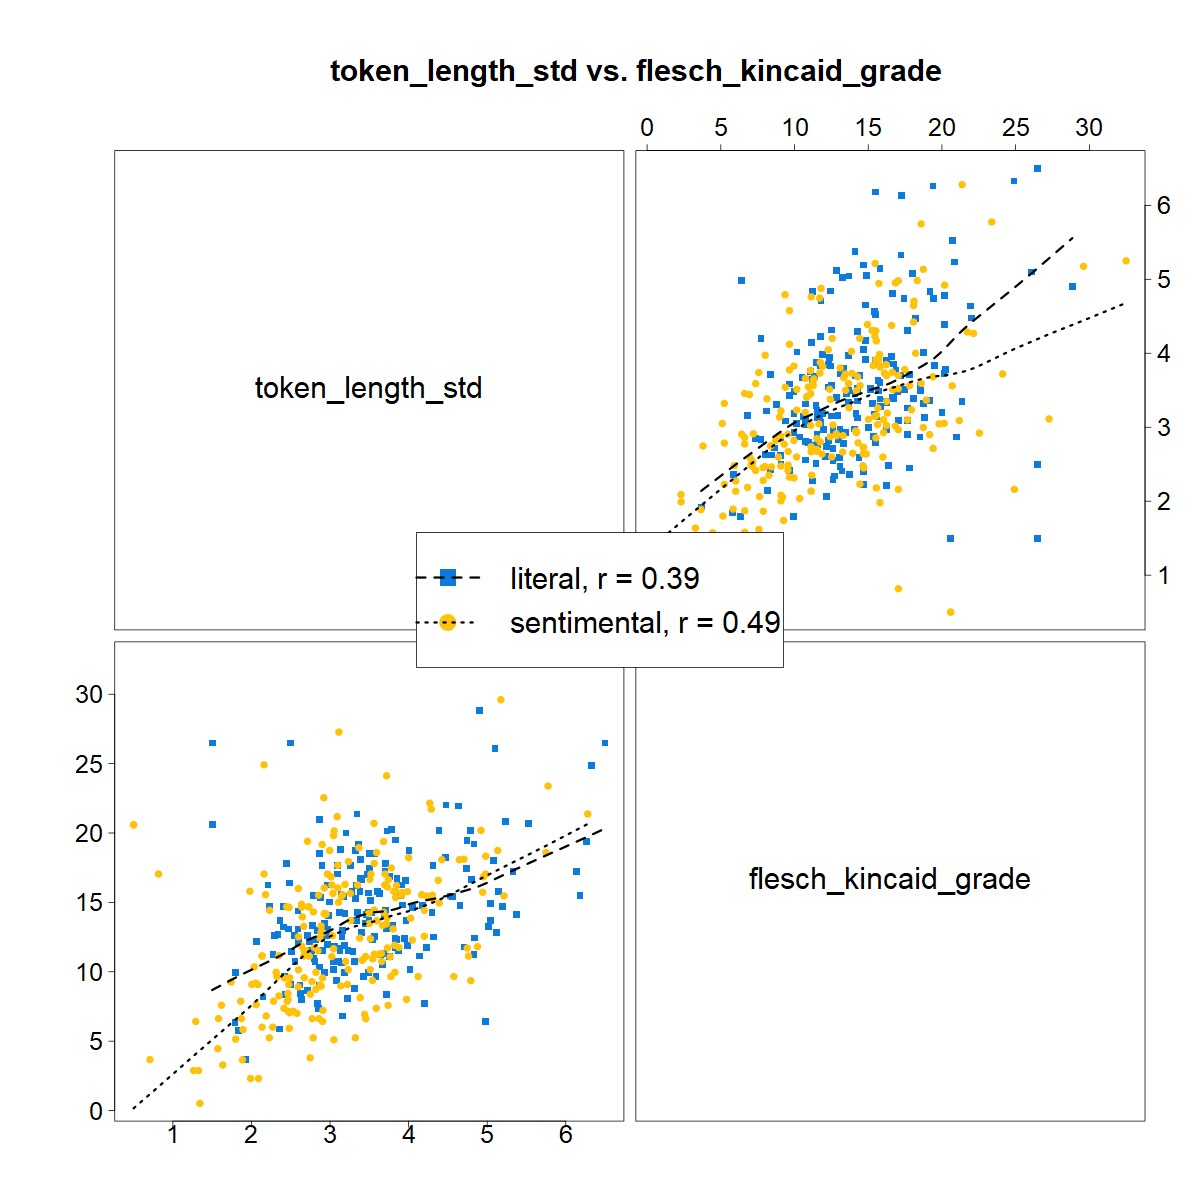 token_length_std vs. flesch_kincaid_grade
0 5 10 15 20 25 30
token_length_std
6
5
4
3
2
1
literal, r = 0.39
sentimental, r = 0.49
30
25
20
15
10
5
0
flesch_kincaid_grade
1 2 3 4 5 6